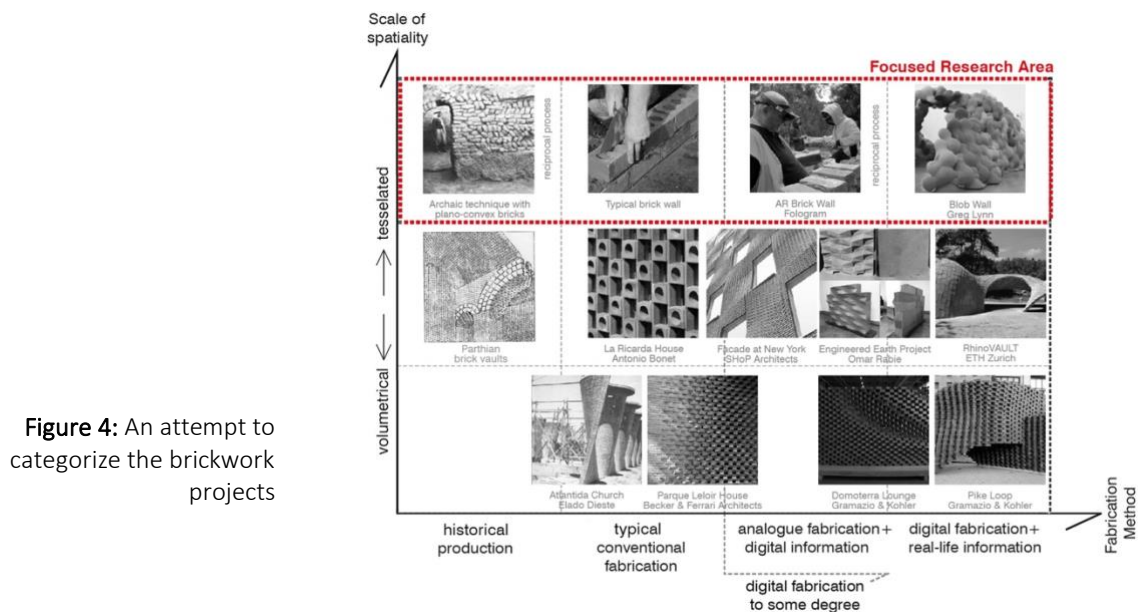 Scale of
spatiality
Focused Research Area
reciprocal process
reciprocal process
Archaic technique with
plano-convex bricks
Typical brick wall
AR Brick Wall
Fologram
Blob Wall
Greg Lynn
tesselated
Parthian
brick vaults
La Ricarda House
Antonio Bonet
Facade at New York
SHoP Architects
Engineered Earth Project
Omar Rabie
RhinoVAULT
ETH Zurich
volumetrical
Figure 4: An attempt to
categorize the brickwork
projects
Atlantida Church
Elado Dieste
Parque Leloir House
Becker & Ferrari Architects
Domoterra Lounge
Gramazio & Kohler
Pike Loop
Gramazio & Kohler
Fabrication
Method
historical
production
typical
conventional
fabrication
analogue fabrication+
digital information
digital fabrication+
real-life information
digital fabrication
to some degree